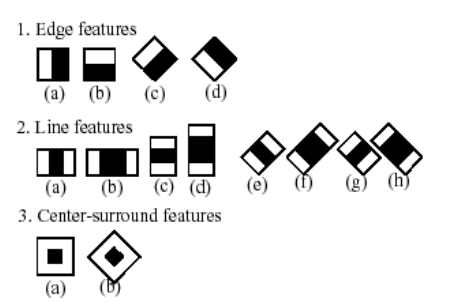 1. Edge features
(a) (b) (c) (d)
2. Line features
(a) (b) (c) (d) (e) (f) (g) (h)
3. Center-surround features
(a) (b)